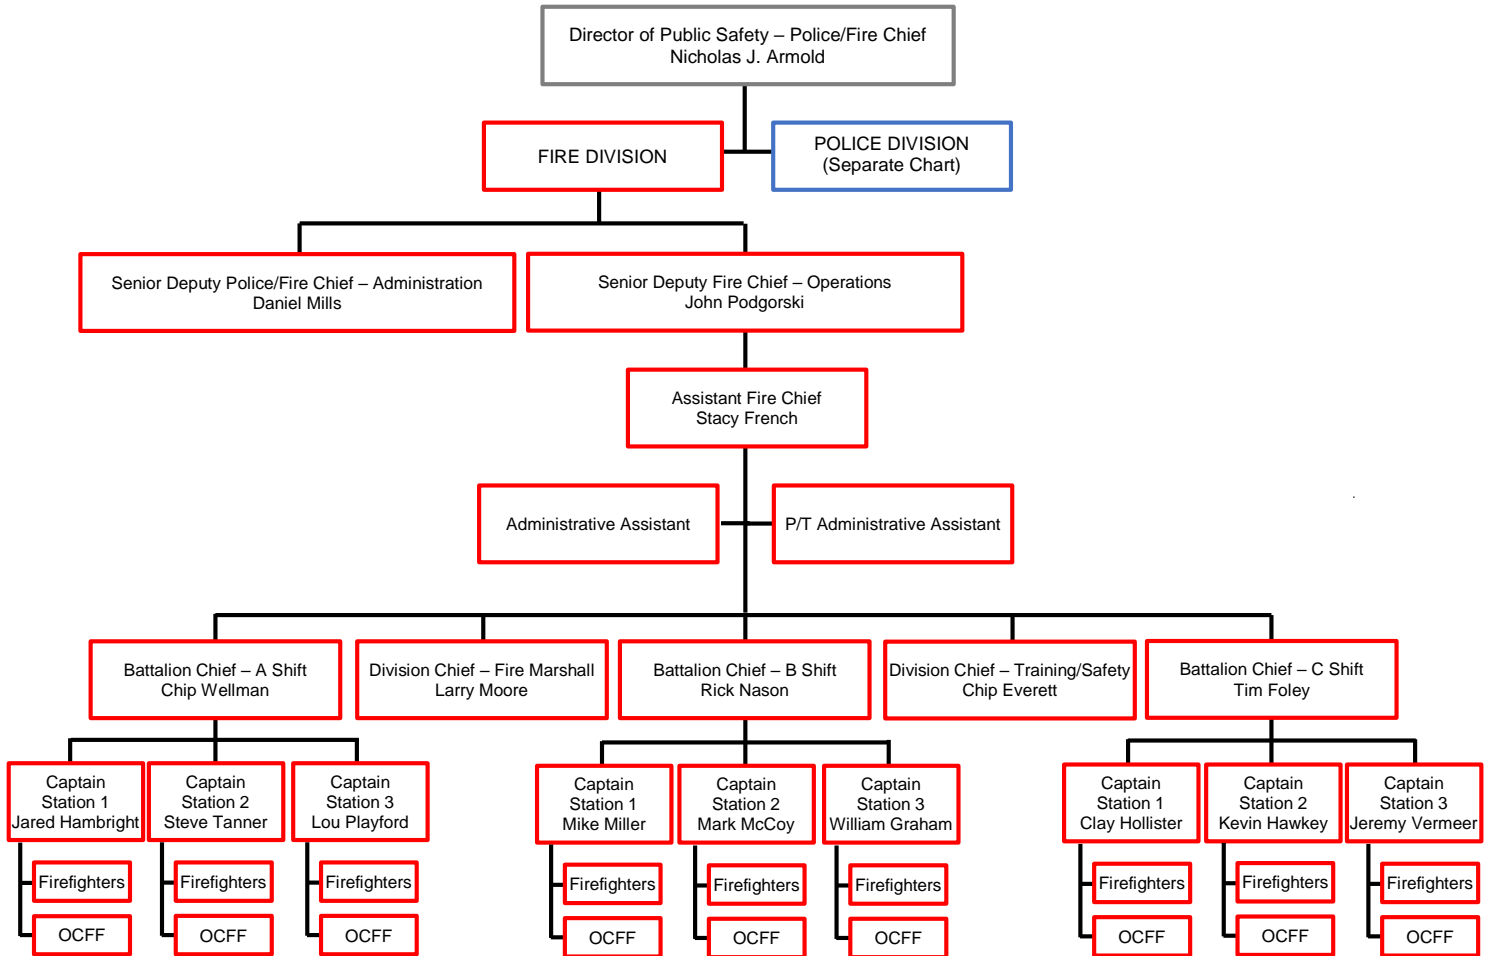 Director of Public Safety – Police/Fire Chief
Nicholas J. Armold
FIRE DIVISION
POLICE DIVISION
(Separate Chart)
Senior Deputy Police/Fire Chief – Administration
Daniel Mills
Senior Deputy Fire Chief – Operations
John Podgorski
Assistant Fire Chief
Stacy French
Administrative Assistant
P/T Administrative Assistant
Battalion Chief – A Shift
Chip Wellman
Division Chief – Fire Marshall
Larry Moore
Battalion Chief – B Shift
Rick Nason
Division Chief – Training/Safety
Chip Everett
Battalion Chief – C Shift
Tim Foley
Captain
Station 1
Jared Hambright
Captain
Station 2
Steve Tanner
Captain
Station 3
Lou Playford
Captain
Station 1
Mike Miller
Captain
Station 2
Mark McCoy
Captain
Station 3
William Graham
Captain
Station 1
Clay Hollister
Captain
Station 2
Kevin Hawkey
Captain
Station 3
Jeremy Vermeer
Firefighters
Firefighters
Firefighters
Firefighters
Firefighters
Firefighters
Firefighters
Firefighters
Firefighters
OCFF
OCFF
OCFF
OCFF
OCFF
OCFF
OCFF
OCFF
OCFF